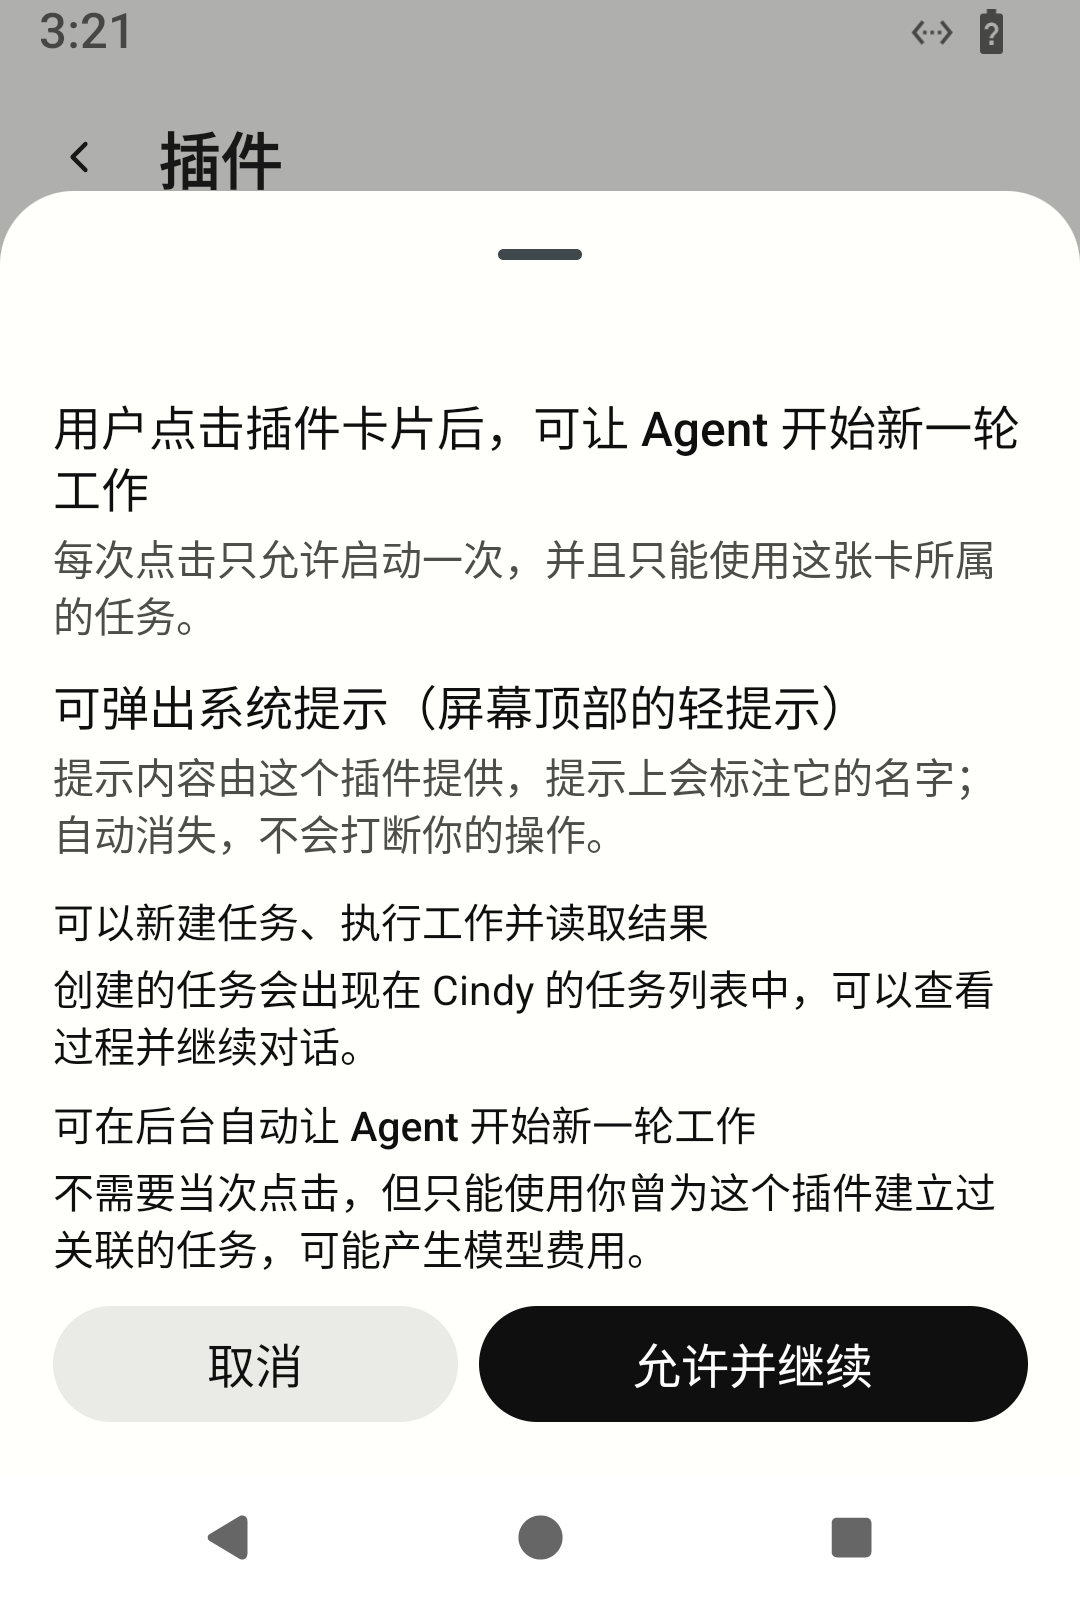 3:21
插件
用户点击插件卡片后，可让 Agent 开始新一轮
工作
每次点击只允许启动一次，并且只能使用这张卡所属
的任务。
可弹出系统提示（屏幕顶部的轻提示）
提示内容由这个插件提供，提示上会标注它的名字；
自动消失，不会打断你的操作。
可以新建任务、执行工作并读取结果
创建的任务会出现在 Cindy 的任务列表中，可以查看
过程并继续对话。
可在后台自动让 Agent 开始新一轮工作
不需要当次点击，但只能使用你曾为这个插件建立过
关联的任务，可能产生模型费用。
取消
允许并继续